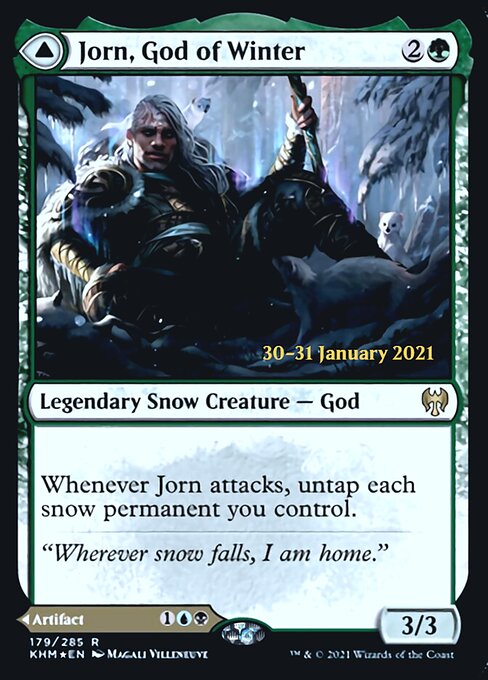 Jorn, God of Winter 2
30–31 January 2021
Legendary Snow Creature — God
Whenever Jorn attacks, untap each
snow permanent you control.
“Wherever snow falls, I am home.”
Artifact 1
3/3
179/285 R
KHM★EN Magali Villeneuve
™ & © 2021 Wizards of the Coast